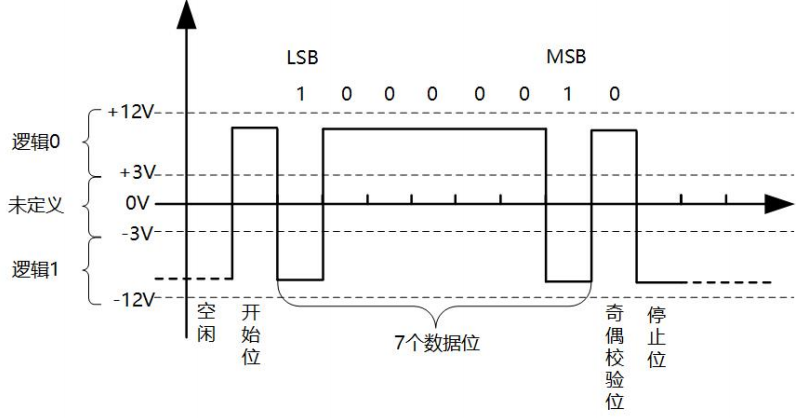 LSB MSB
1 0 0 0 0 0 1 0
+12V
逻辑0
+3V
未定义
0V
-3V
逻辑1
-12V
空闲
开始位
7个数据位
奇偶校验位
停止位